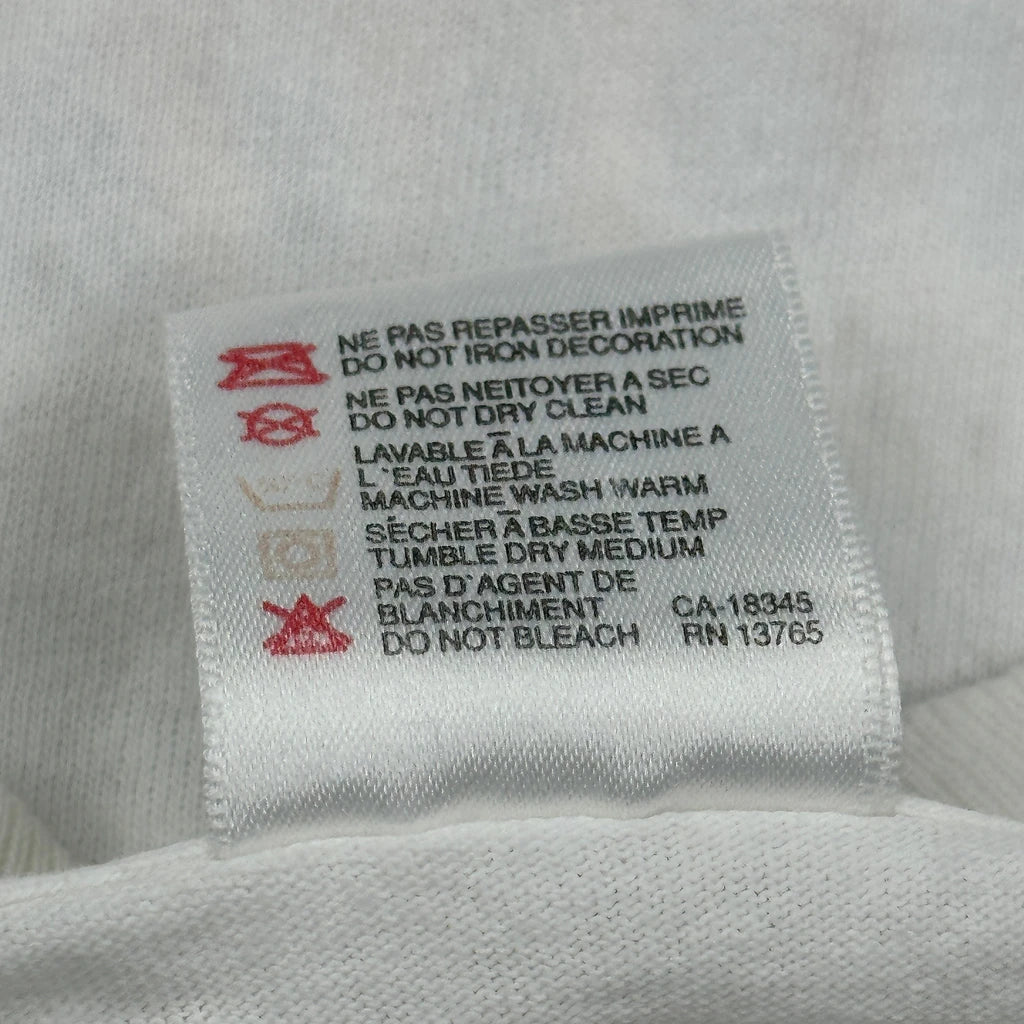 NE PAS REPASSER IMPRIME
DO NOT IRON DECORATION
NE PAS NEITOYER A SEC
DO NOT DRY CLEAN
LAVABLE À LA MACHINE A
L`EAU TIEDE
MACHINE WASH WARM
SÉCHER À BASSE TEMP
TUMBLE DRY MEDIUM
PAS D`AGENT DE
BLANCHIMENT CA-18345
DO NOT BLEACH RN 13765